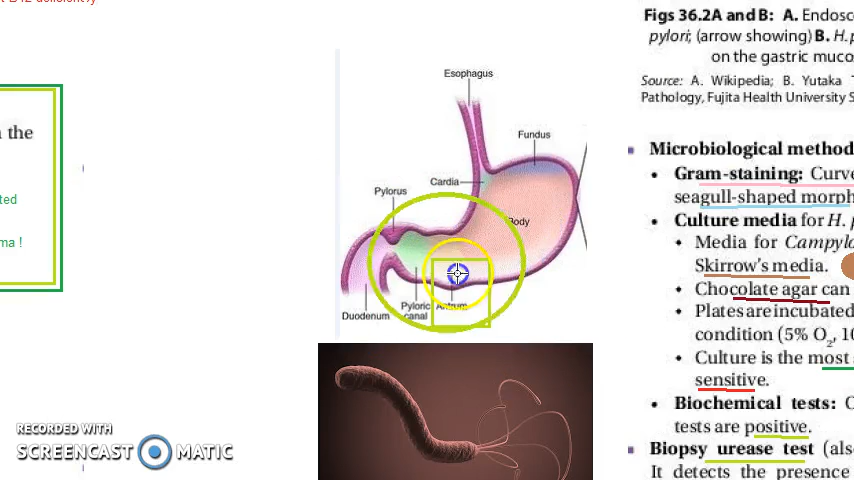 n the
ted
ma !
Esophagus
Fundus
Cardia
Pylorus
Body
Duodenum
Pyloric
canal
Antrum
RECORDED WITH
SCREENCAST MATIC
Figs 36.2A and B: A. Endosc
pylori; (arrow showing) B. H. p
on the gastric muco
Source: A. Wikipedia; B. Yutaka T
Pathology, Fujita Health University S
Microbiological method
• Gram-staining: Curve
seagull-shaped morph
• Culture media for H. p
Media for Campylo
Skirrow's media.
Chocolate agar can
Plates are incubated
condition (5% O2, 10
Culture is the most
sensitive.
• Biochemical tests: C
tests are positive.
Biopsy urease test (als
It detects the presence